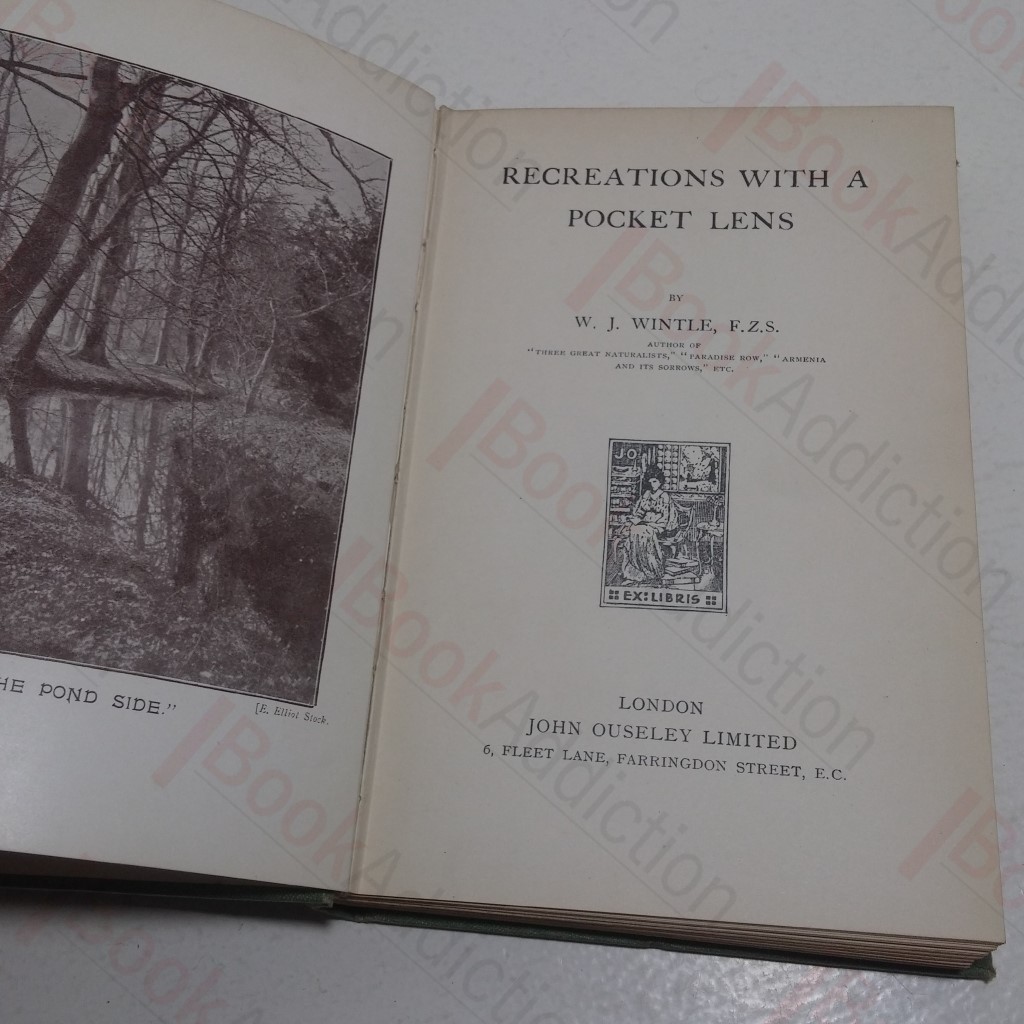 HE POND SIDE."
[E. Elliot Stock.
RECREATIONS WITH A
POCKET LENS
BY
W. J. WINTLE, F.Z.S.
AUTHOR OF
"THREE GREAT NATURALISTS," "PARADISE ROW," "ARMENIA
AND ITS SORROWS," ETC.
JO
EX:LIBRIS
LONDON
JOHN OUSELEY LIMITED
6, FLEET LANE, FARRINGDON STREET, E.C.
BookAddiction